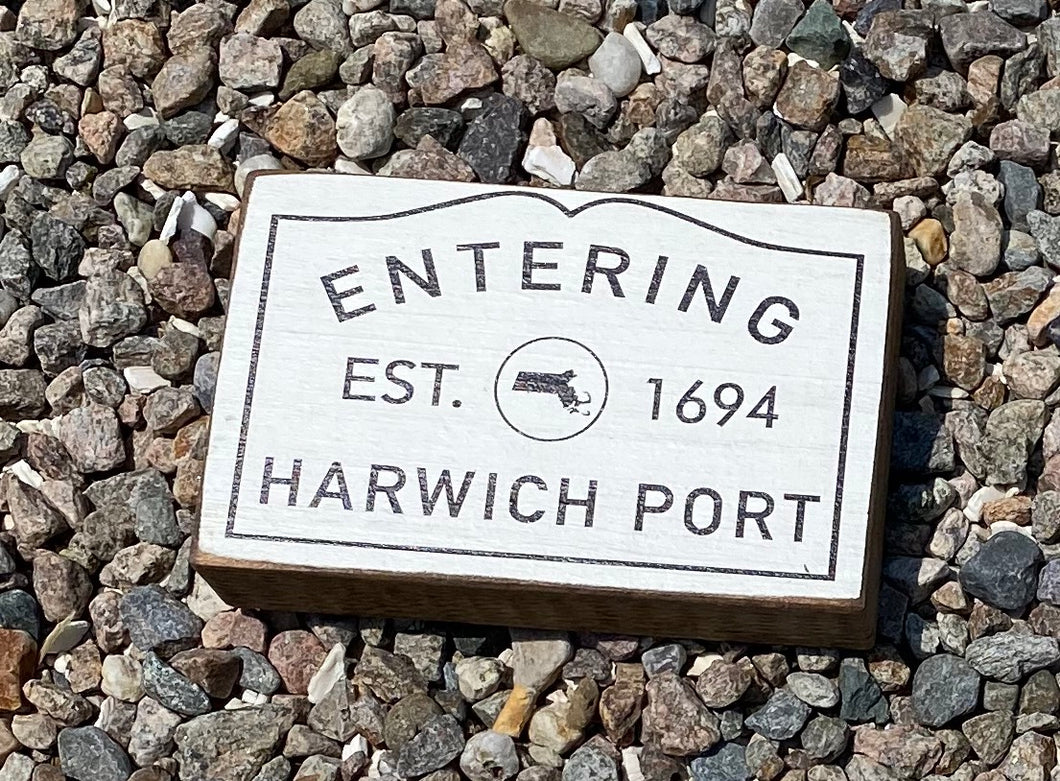 ENTERING
EST. 1694
HARWICH PORT